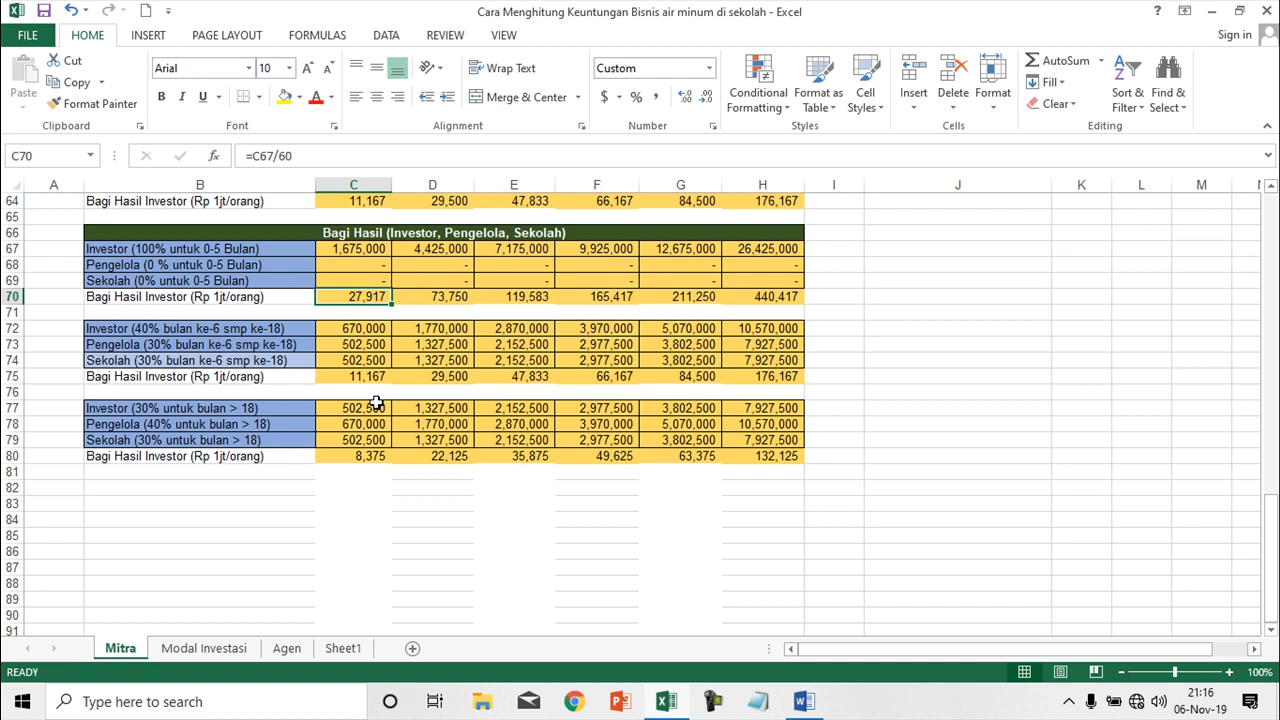 Cara Menghitung Keuntungan Bisnis air minum di sekolah - Excel
?
FILE HOME INSERT PAGE LAYOUT FORMULAS DATA REVIEW VIEW Sign in
Paste Cut Copy Format Painter Clipboard
Arial 10 B I U A Font
Wrap Text Merge & Center Alignment
Custom $ % , Number
Conditional Formatting Format as Table Cell Styles Styles
Insert Delete Format Cells
AutoSum Fill Clear Sort & Filter Find & Select Editing
C70 fx =C67/60
A B C D E F G H I J K L M
64 Bagi Hasil Investor (Rp 1jt/orang) 11,167 29,500 47,833 66,167 84,500 176,167
65
66 Bagi Hasil (Investor, Pengelola, Sekolah)
67 Investor (100% untuk 0-5 Bulan) 1,675,000 4,425,000 7,175,000 9,925,000 12,675,000 26,425,000
68 Pengelola (0 % untuk 0-5 Bulan) - - - - - -
69 Sekolah (0% untuk 0-5 Bulan) - - - - - -
70 Bagi Hasil Investor (Rp 1jt/orang) 27,917 73,750 119,583 165,417 211,250 440,417
71
72 Investor (40% bulan ke-6 smp ke-18) 670,000 1,770,000 2,870,000 3,970,000 5,070,000 10,570,000
73 Pengelola (30% bulan ke-6 smp ke-18) 502,500 1,327,500 2,152,500 2,977,500 3,802,500 7,927,500
74 Sekolah (30% bulan ke-6 smp ke-18) 502,500 1,327,500 2,152,500 2,977,500 3,802,500 7,927,500
75 Bagi Hasil Investor (Rp 1jt/orang) 11,167 29,500 47,833 66,167 84,500 176,167
76
77 Investor (30% untuk bulan > 18) 502,500 1,327,500 2,152,500 2,977,500 3,802,500 7,927,500
78 Pengelola (40% untuk bulan > 18) 670,000 1,770,000 2,870,000 3,970,000 5,070,000 10,570,000
79 Sekolah (30% untuk bulan > 18) 502,500 1,327,500 2,152,500 2,977,500 3,802,500 7,927,500
80 Bagi Hasil Investor (Rp 1jt/orang) 8,375 22,125 35,875 49,625 63,375 132,125
81
82
83
84
85
86
87
88
89
90
91
Mitra Modal Investasi Agen Sheet1
READY 100%
Type here to search 21:16
06-Nov-19